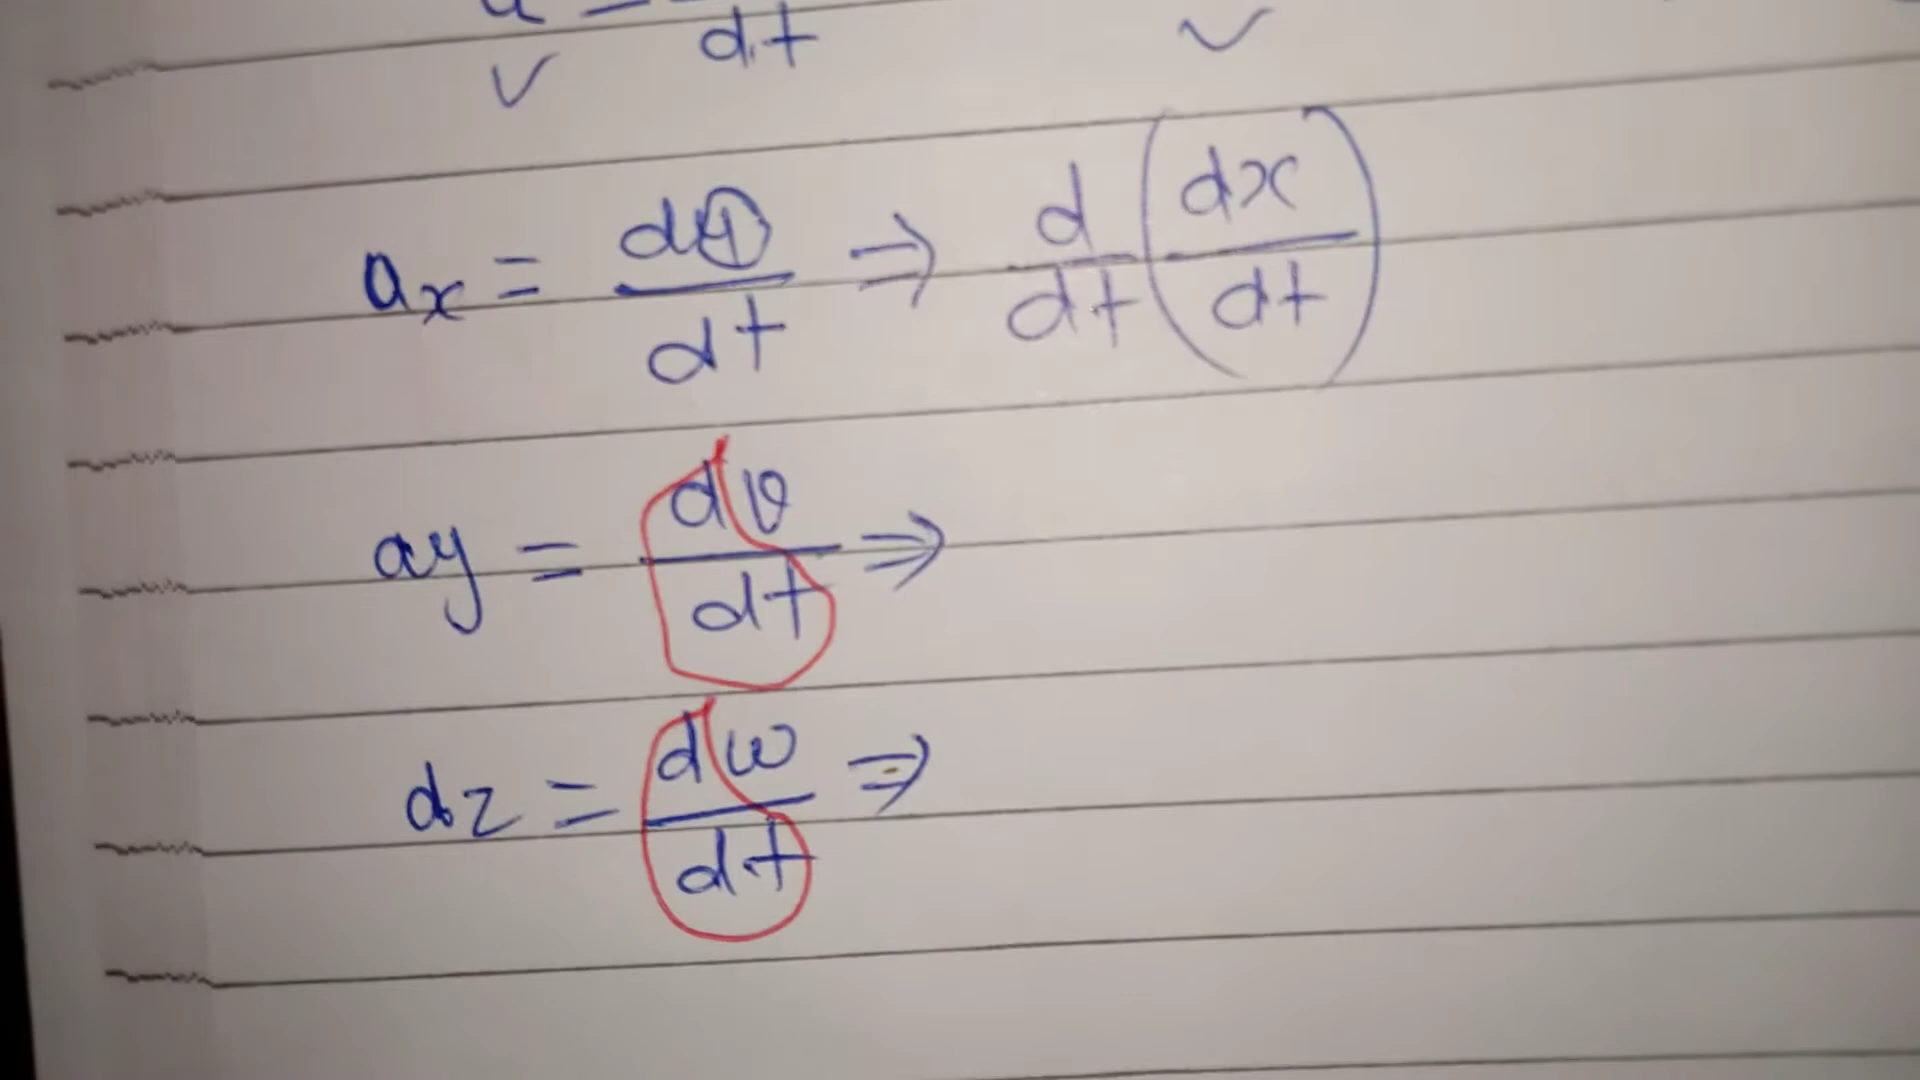 dt
ax = du/dt ⇒ d/dt (dx/dt)
ay = dv/dt ⇒
dz = dw/dt ⇒